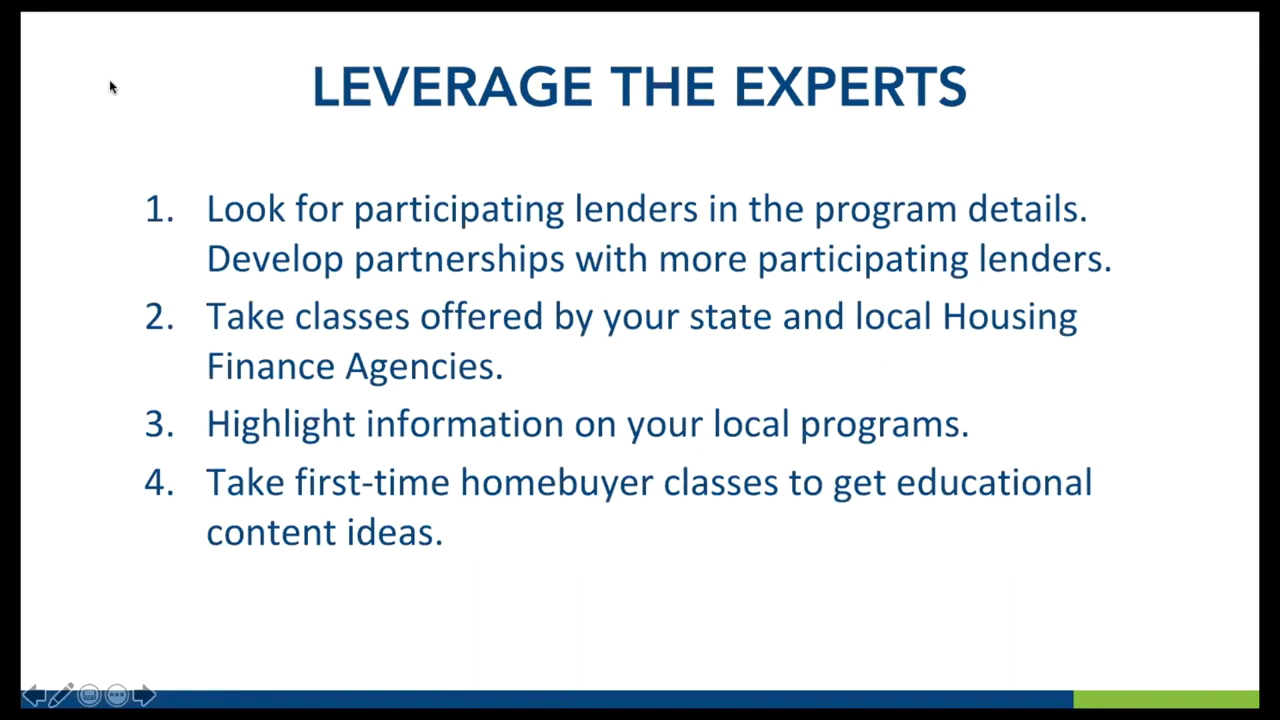 LEVERAGE THE EXPERTS
1. Look for participating lenders in the program details.
Develop partnerships with more participating lenders.
2. Take classes offered by your state and local Housing
Finance Agencies.
3. Highlight information on your local programs.
4. Take first-time homebuyer classes to get educational
content ideas.